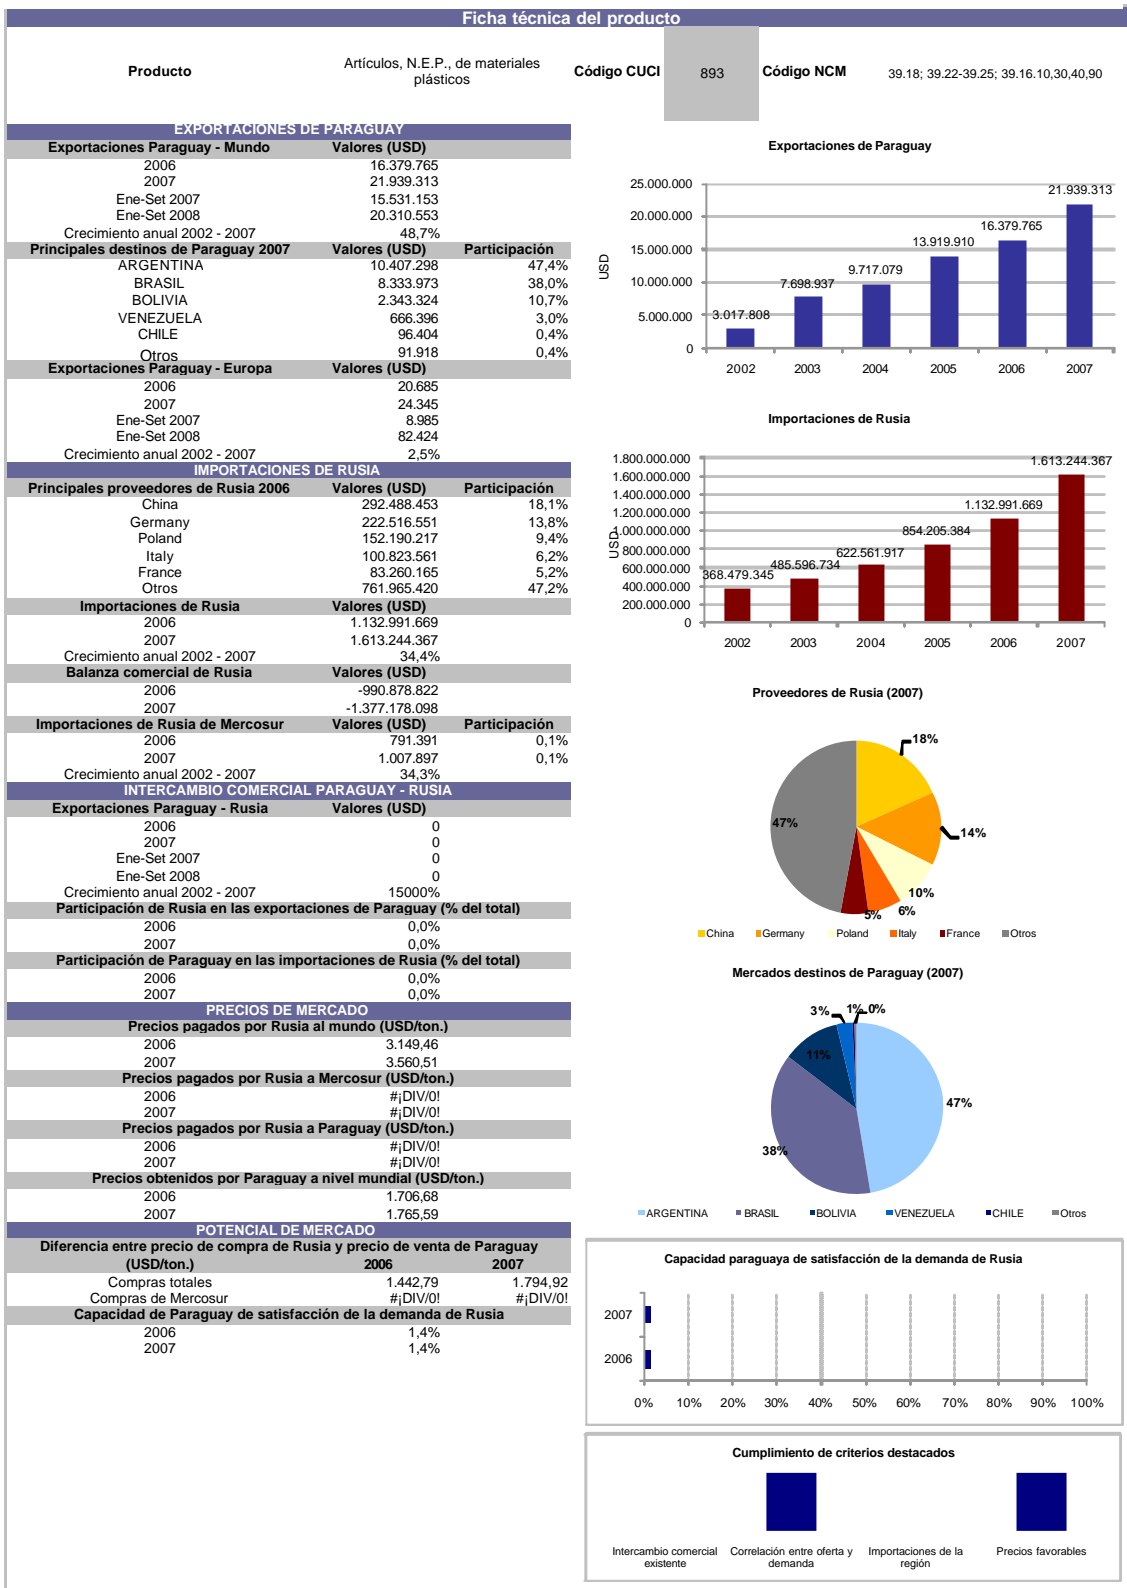 Ficha técnica del producto
Producto
Artículos, N.E.P., de materiales
plásticos
Código CUCI
893
Código NCM
39.18; 39.22-39.25; 39.16.10,30,40,90
EXPORTACIONES DE PARAGUAY
Exportaciones Paraguay - Mundo Valores (USD)
2006 16.379.765
2007 21.939.313
Ene-Set 2007 15.531.153
Ene-Set 2008 20.310.553
Crecimiento anual 2002 - 2007 48,7%
Principales destinos de Paraguay 2007 Valores (USD) Participación
ARGENTINA 10.407.298 47,4%
BRASIL 8.333.973 38,0%
BOLIVIA 2.343.324 10,7%
VENEZUELA 666.396 3,0%
CHILE 96.404 0,4%
Otros 91.918 0,4%
Exportaciones Paraguay - Europa Valores (USD)
2006 20.685
2007 24.345
Ene-Set 2007 8.985
Ene-Set 2008 82.424
Crecimiento anual 2002 - 2007 2,5%
IMPORTACIONES DE RUSIA
Principales proveedores de Rusia 2006 Valores (USD) Participación
China 292.488.453 18,1%
Germany 222.516.551 13,8%
Poland 152.190.217 9,4%
Italy 100.823.561 6,2%
France 83.260.165 5,2%
Otros 761.965.420 47,2%
Importaciones de Rusia Valores (USD)
2006 1.132.991.669
2007 1.613.244.367
Crecimiento anual 2002 - 2007 34,4%
Balanza comercial de Rusia Valores (USD)
2006 -990.878.822
2007 -1.377.178.098
Importaciones de Rusia de Mercosur Valores (USD) Participación
2006 791.391 0,1%
2007 1.007.897 0,1%
Crecimiento anual 2002 - 2007 34,3%
INTERCAMBIO COMERCIAL PARAGUAY - RUSIA
Exportaciones Paraguay - Rusia Valores (USD)
2006 0
2007 0
Ene-Set 2007 0
Ene-Set 2008 0
Crecimiento anual 2002 - 2007 15000%
Participación de Rusia en las exportaciones de Paraguay (% del total)
2006 0,0%
2007 0,0%
Participación de Paraguay en las importaciones de Rusia (% del total)
2006 0,0%
2007 0,0%
PRECIOS DE MERCADO
Precios pagados por Rusia al mundo (USD/ton.)
2006 3.149,46
2007 3.560,51
Precios pagados por Rusia a Mercosur (USD/ton.)
2006 #¡DIV/0!
2007 #¡DIV/0!
Precios pagados por Rusia a Paraguay (USD/ton.)
2006 #¡DIV/0!
2007 #¡DIV/0!
Precios obtenidos por Paraguay a nivel mundial (USD/ton.)
2006 1.706,68
2007 1.765,59
POTENCIAL DE MERCADO
Diferencia entre precio de compra de Rusia y precio de venta de Paraguay
(USD/ton.) 2006 2007
Compras totales 1.442,79 1.794,92
Compras de Mercosur #¡DIV/0! #¡DIV/0!
Capacidad de Paraguay de satisfacción de la demanda de Rusia
2006 1,4%
2007 1,4%
Exportaciones de Paraguay
USD
25.000.000
20.000.000
15.000.000
10.000.000
5.000.000
0
3.017.808
7.698.937
9.717.079
13.919.910
16.379.765
21.939.313
2002 2003 2004 2005 2006 2007
Importaciones de Rusia
USD
1.800.000.000
1.600.000.000
1.400.000.000
1.200.000.000
1.000.000.000
800.000.000
600.000.000
400.000.000
200.000.000
0
368.479.345
485.596.734
622.561.917
854.205.384
1.132.991.669
1.613.244.367
2002 2003 2004 2005 2006 2007
Proveedores de Rusia (2007)
18%
14%
10%
6%
5%
47%
China Germany Poland Italy France Otros
Mercados destinos de Paraguay (2007)
3% 1% 0%
11%
47%
38%
ARGENTINA BRASIL BOLIVIA VENEZUELA CHILE Otros
Capacidad paraguaya de satisfacción de la demanda de Rusia
2007
2006
0% 10% 20% 30% 40% 50% 60% 70% 80% 90% 100%
Cumplimiento de criterios destacados
Intercambio comercial
existente
Correlación entre oferta y
demanda
Importaciones de la
región
Precios favorables